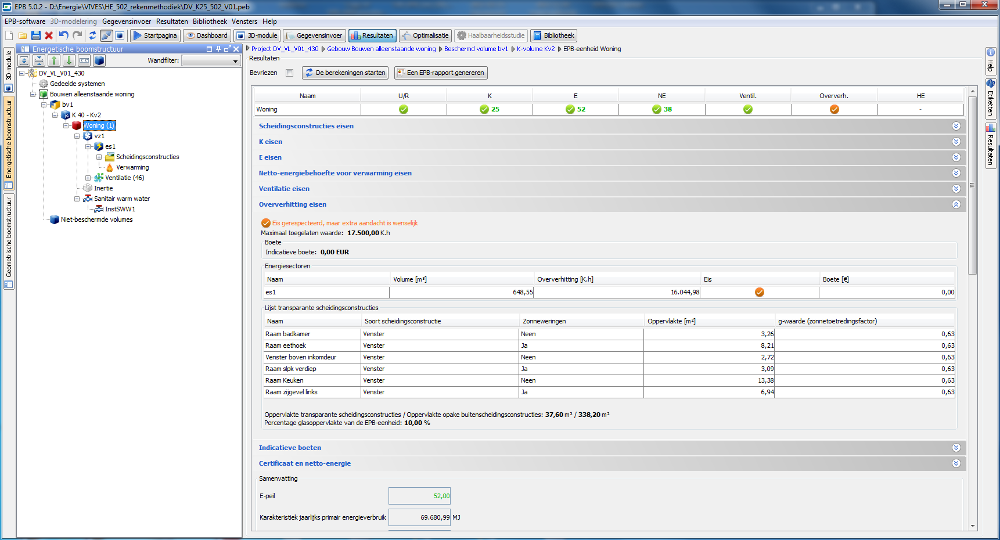 EPB 5.0.2 - D:\Energie\VIVES\HE_502_rekenmethodiek\DV_K25_502_V01.peb
EPB-software 3D-modelering Gegevensinvoer Resultaten Bibliotheek Vensters Help
Startpagina Dashboard 3D-module Gegevensinvoer Resultaten Optimalisatie Haalbaarheidsstudie Bibliotheek
3D-module
Energetische boomstructuur
Geometrische boomstructuur
Energetische boomstructuur
Wandfilter:
DV_VL_V01_430
Gedeelde systemen
Bouwen alleenstaande woning
bv1
K 40 - Kv2
Woning (1)
vz1
es1
Scheidingsconstructies
Verwarming
Ventilatie (46)
Inertie
Sanitair warm water
InstSWW1
Niet-beschermde volumes
Project DV_VL_V01_430 Gebouw Bouwen alleenstaande woning Beschermd volume bv1 K-volume Kv2 EPB-eenheid Woning
Resultaten
Bevriezen De berekeningen starten Een EPB-rapport genereren
Naam U/R K E NE Ventil. Oververh. HE
Woning 25 52 38 -
Scheidingsconstructies eisen
K eisen
E eisen
Netto-energiebehoefte voor verwarming eisen
Ventilatie eisen
Oververhitting eisen
Eis gerespecteerd, maar extra aandacht is wenselijk
Maximaal toegelaten waarde: 17.500,00 K.h
Boete
Indicatieve boete: 0,00 EUR
Energiesectoren
Naam Volume [m³] Oververhitting [K.h] Eis Boete [€]
es1 648,55 16.044,98 0,00
Lijst transparante scheidingsconstructies
Naam Soort scheidingsconstructie Zonneweringen Oppervlakte [m²] g-waarde (zonnetoetredingsfactor)
Raam badkamer Venster Neen 3,26 0,63
Raam eethoek Venster Ja 8,21 0,63
Venster boven inkomdeur Venster Neen 2,72 0,63
Raam slpk verdiep Venster Ja 3,09 0,63
Raam Keuken Venster Neen 13,38 0,63
Raam zijgevel links Venster Ja 6,94 0,63
Oppervlakte transparante scheidingsconstructies / Oppervlakte opake buitenscheidingsconstructies: 37,60 m² / 338,20 m²
Percentage glasoppervlakte van de EPB-eenheid: 10,00 %
Indicatieve boeten
Certificaat en netto-energie
Samenvatting
E-peil 52,00
Karakteristiek jaarlijks primair energieverbruik 69.680,99 MJ
Help
Etiketten
Resultaten